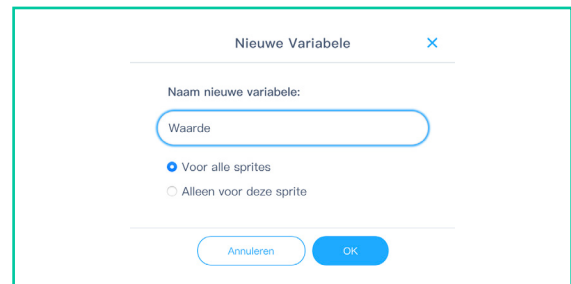 Nieuwe Variabele
Naam nieuwe variabele:
Waarde
Voor alle sprites
Alleen voor deze sprite
Annuleren OK